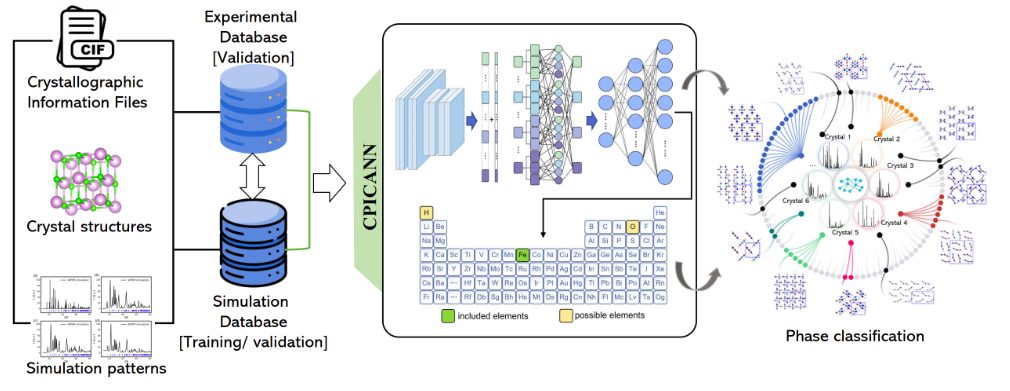 CIF
Crystallographic
Information Files
Crystal structures
Simulation patterns
Experimental
Database
[Validation]
Simulation
Database
[Training/ validation]
CPICANN
H He
Li Be B C N O F Ne
Na Mg Al Si P S Cl Ar
K Ca Sc Ti V Cr Mn Fe Co Ni Cu Zn Ga Ge As Se Br Kr
Rb Sr Y Zr Nb Mo Tc Ru Rh Pd Ag Cd In Sn Sb Te I Xe
Cs Ba ··· Hf Ta W Re Os Ir Pt Au Hg Tl Pb Bi Po At Rn
Fr Ra ··· Rf Db Sg Bh Hs Mt Ds Rg Cn Nh Fl Mc Lv Ts Og
included elements
possible elements
Crystal 1
Crystal 2
Crystal 3
Crystal 4
Crystal 5
Crystal 6
Phase classification